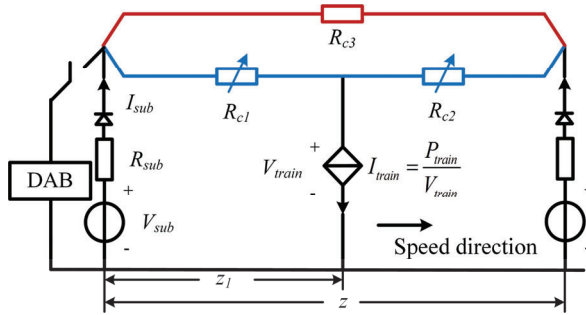 R_c3
R_c1
R_c2
I_sub
R_sub
DAB
V_train
+
-
I_train = P_train / V_train
+
-
V_sub
+
-
Speed direction
z_1
z